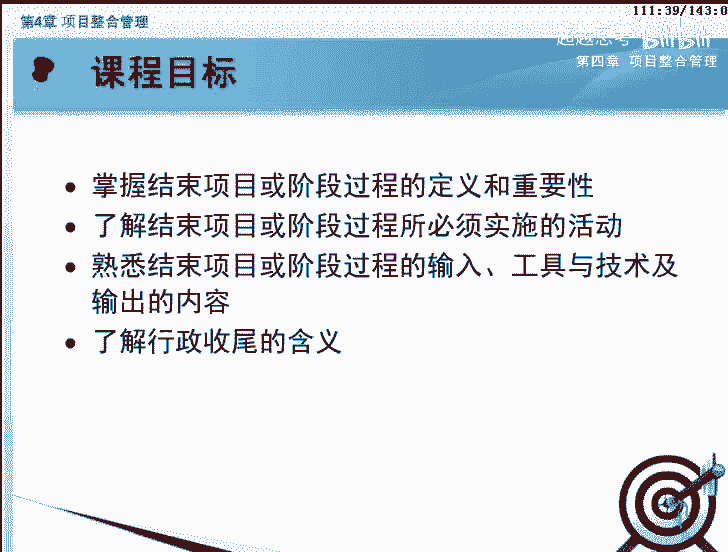 111:39/143:0
第4章 项目整合管理
超越思考 bilibili
第四章 项目整合管理
课程目标
• 掌握结束项目或阶段过程的定义和重要性
• 了解结束项目或阶段过程所必须实施的活动
• 熟悉结束项目或阶段过程的输入、工具与技术及
输出的内容
• 了解行政收尾的含义